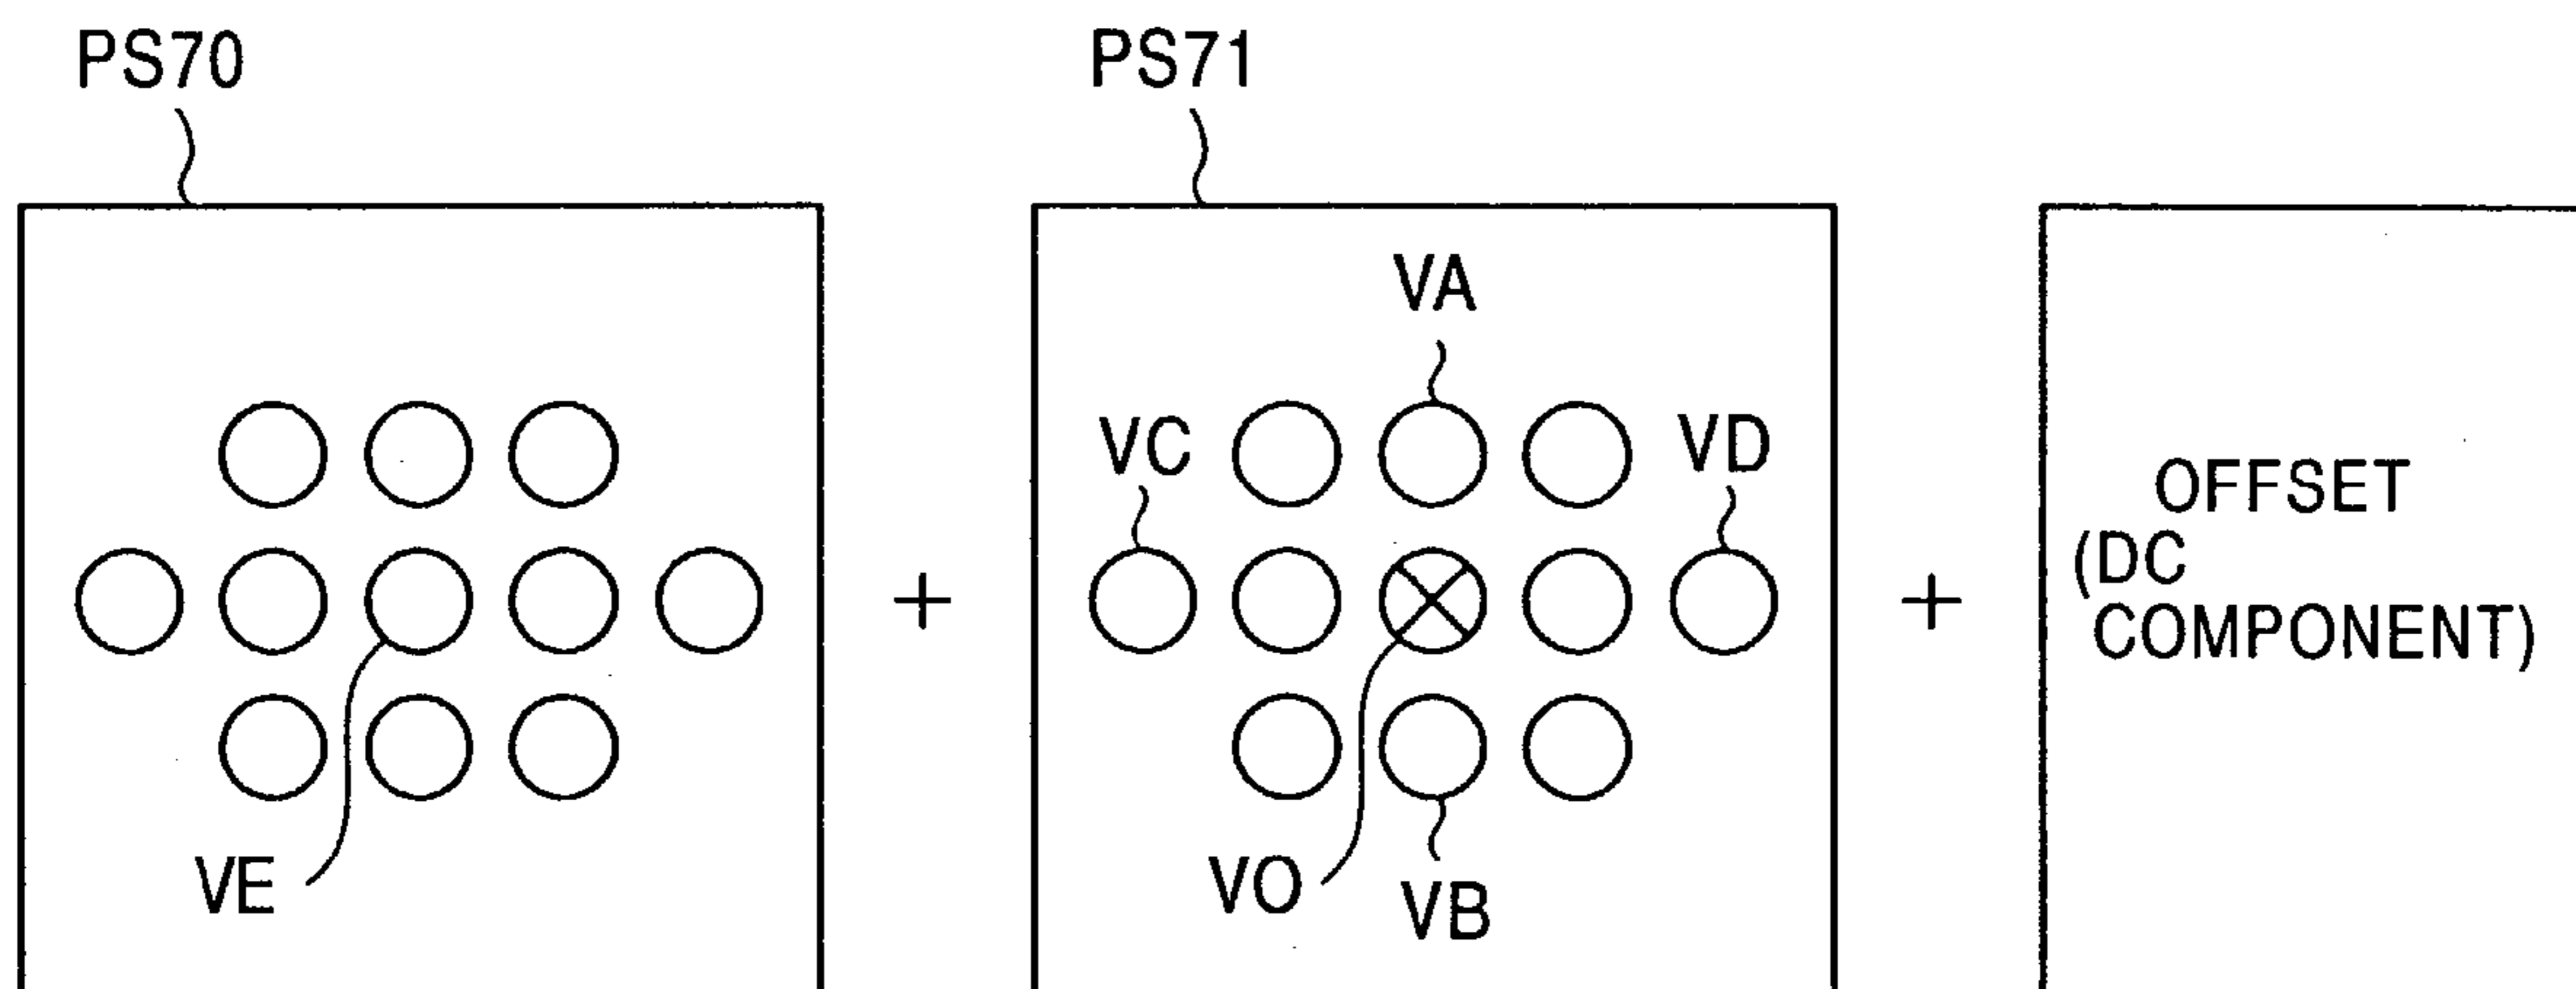 PS70
PS71
VA
VC
VD
VE
VO
VB
+
+
OFFSET
(DC
COMPONENT)